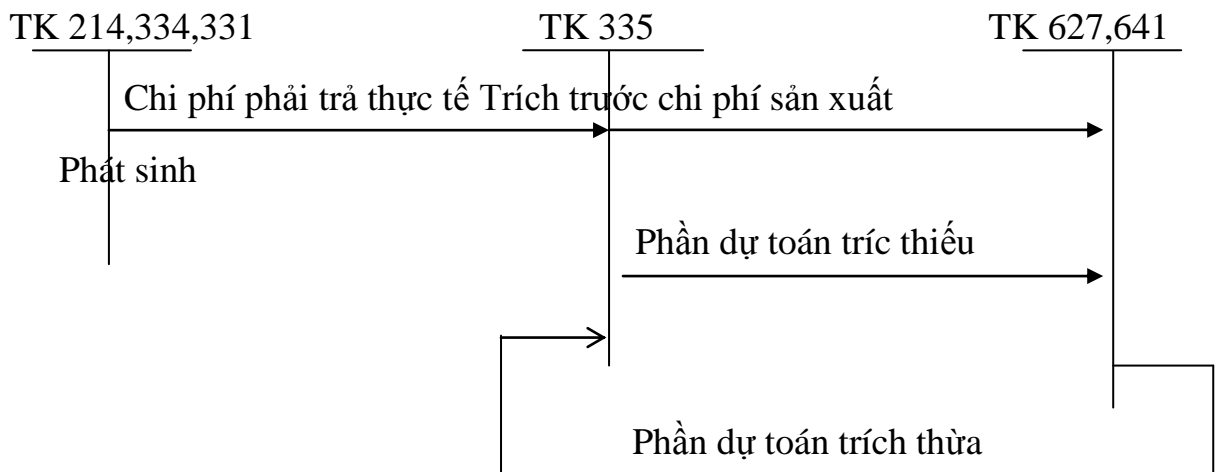 TK 214,334,331 TK 335 TK 627,641
Chi phí phải trả thực tế Trích trước chi phí sản xuất
Phát sinh
Phần dự toán tríc thiếu
Phần dự toán trích thừa